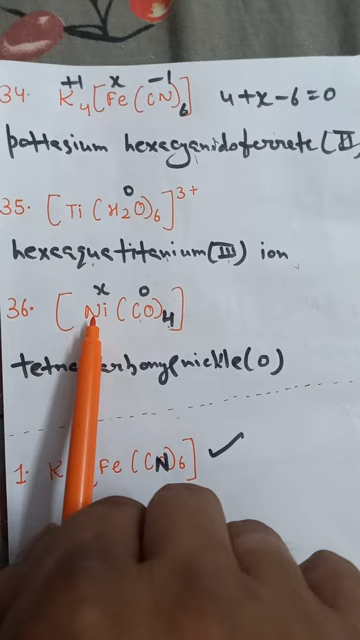 34. K₄[Fe(CN)₆] 4+x-6=0
+1 x -1
pottasium hexacyanidoferrate(II
35. [Ti(H₂O)₆]³⁺
0
hexaaquatitanium(III) ion
36. [Ni(CO)₄]
x 0
nickle(0)
1. Fe(CN)6] ✓